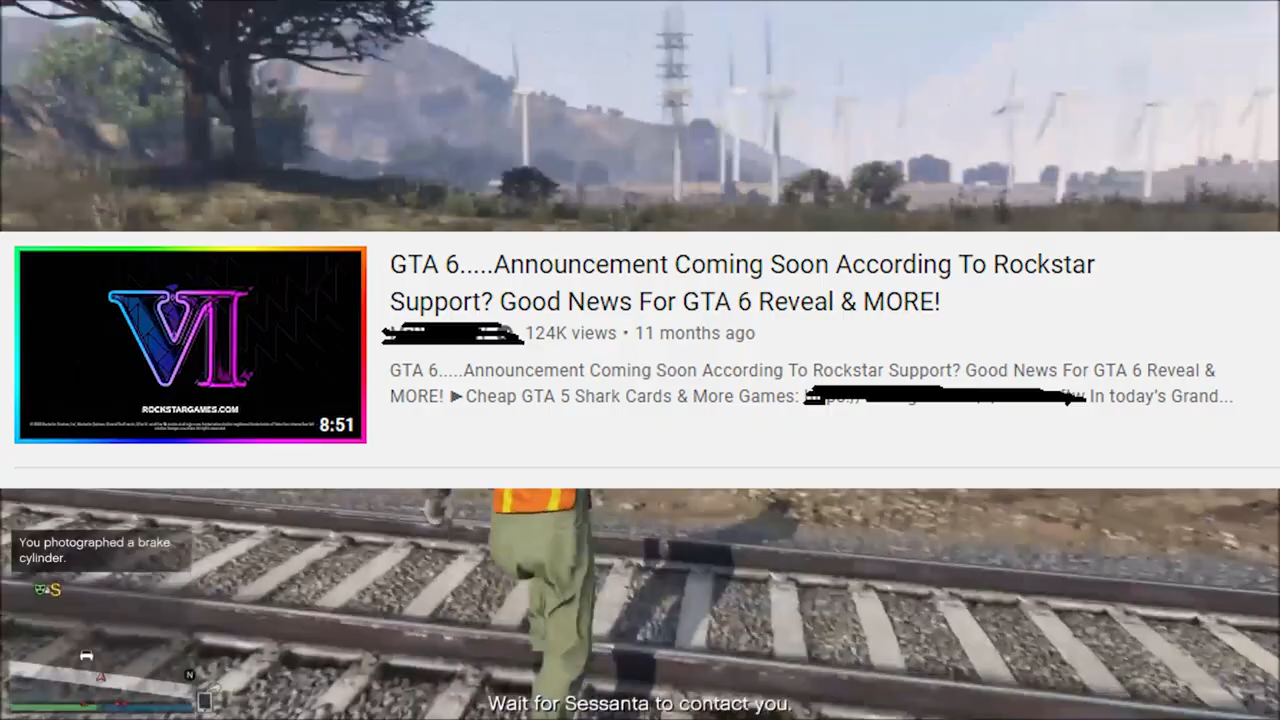 VI
ROCKSTARGAMES.COM
8:51
GTA 6.....Announcement Coming Soon According To Rockstar
Support? Good News For GTA 6 Reveal & MORE!
124K views • 11 months ago
GTA 6.....Announcement Coming Soon According To Rockstar Support? Good News For GTA 6 Reveal &
MORE! ►Cheap GTA 5 Shark Cards & More Games: In today's Grand...
You photographed a brake
cylinder.
S
N
Wait for Sessanta to contact you.